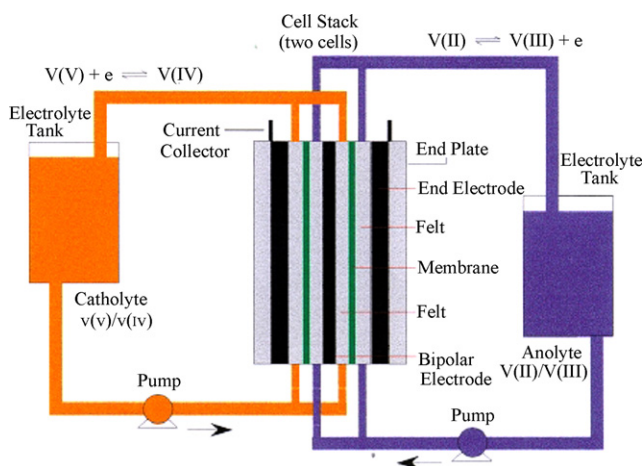 Cell Stack
(two cells)
V(V) + e ⇌ V(IV)
V(II) ⇌ V(III) + e
Electrolyte
Tank
Current
Collector
End Plate
End Electrode
Felt
Membrane
Felt
Bipolar
Electrode
Electrolyte
Tank
Catholyte
V(V)/V(IV)
Pump
Anolyte
V(II)/V(III)
Pump